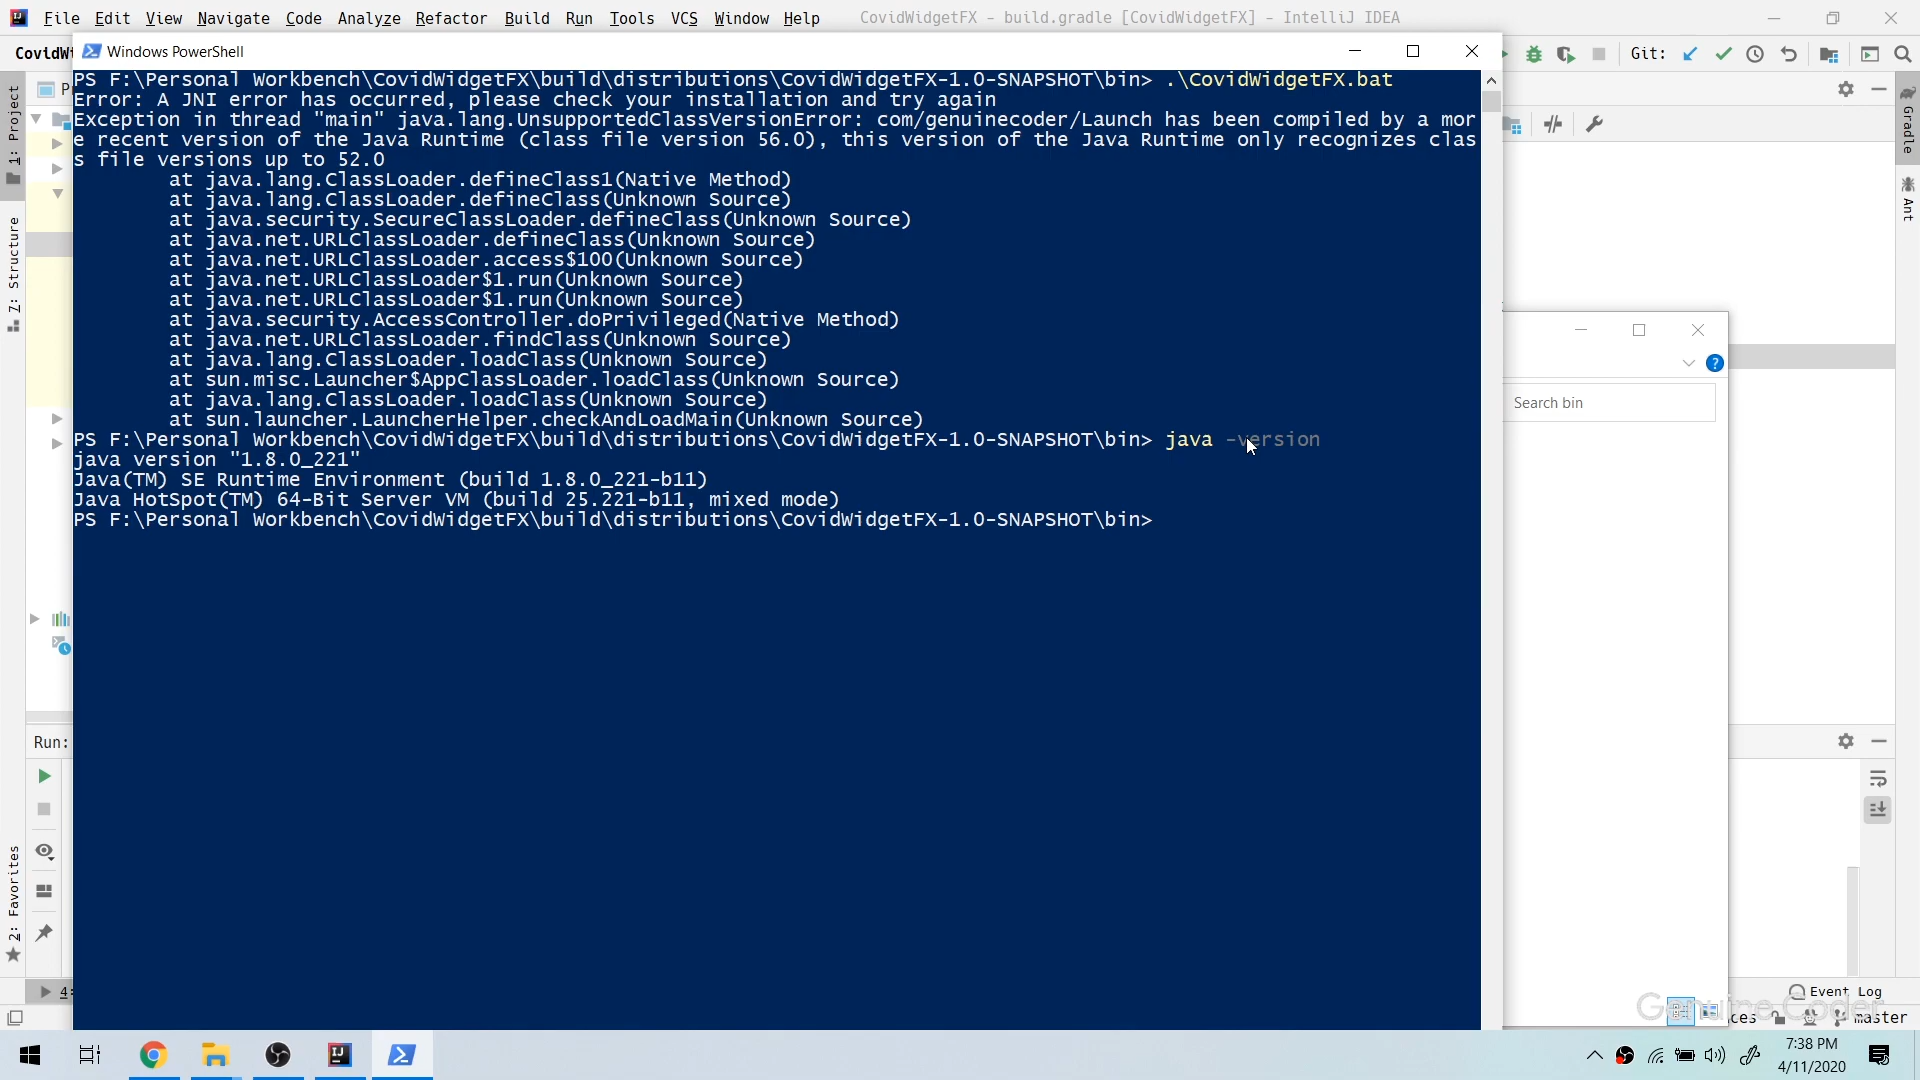 File Edit View Navigate Code Analyze Refactor Build Run Tools VCS Window Help CovidWidgetFX - build.gradle [CovidWidgetFX] - IntelliJ IDEA
Windows PowerShell
Git:
PS F:\Personal Workbench\CovidWidgetFX\build\distributions\CovidWidgetFX-1.0-SNAPSHOT\bin> .\CovidWidgetFX.bat
Error: A JNI error has occurred, please check your installation and try again
Exception in thread "main" java.lang.UnsupportedClassVersionError: com/genuinecoder/Launch has been compiled by a mor
e recent version of the Java Runtime (class file version 56.0), this version of the Java Runtime only recognizes clas
s file versions up to 52.0
at java.lang.ClassLoader.defineClass1(Native Method)
at java.lang.ClassLoader.defineClass(Unknown Source)
at java.security.SecureClassLoader.defineClass(Unknown Source)
at java.net.URLClassLoader.defineClass(Unknown Source)
at java.net.URLClassLoader.access$100(Unknown Source)
at java.net.URLClassLoader$1.run(Unknown Source)
at java.net.URLClassLoader$1.run(Unknown Source)
at java.security.AccessController.doPrivileged(Native Method)
at java.net.URLClassLoader.findClass(Unknown Source)
at java.lang.ClassLoader.loadClass(Unknown Source)
at sun.misc.Launcher$AppClassLoader.loadClass(Unknown Source)
at java.lang.ClassLoader.loadClass(Unknown Source)
at sun.launcher.LauncherHelper.checkAndLoadMain(Unknown Source)
PS F:\Personal Workbench\CovidWidgetFX\build\distributions\CovidWidgetFX-1.0-SNAPSHOT\bin> java -version
java version "1.8.0_221"
Java(TM) SE Runtime Environment (build 1.8.0_221-b11)
Java HotSpot(TM) 64-Bit Server VM (build 25.221-b11, mixed mode)
PS F:\Personal Workbench\CovidWidgetFX\build\distributions\CovidWidgetFX-1.0-SNAPSHOT\bin>
1: Project
7: Structure
2: Favorites
Run:
4:
Gradle
Ant
Search bin
Event Log
Genuine Coder
master
7:38 PM
4/11/2020